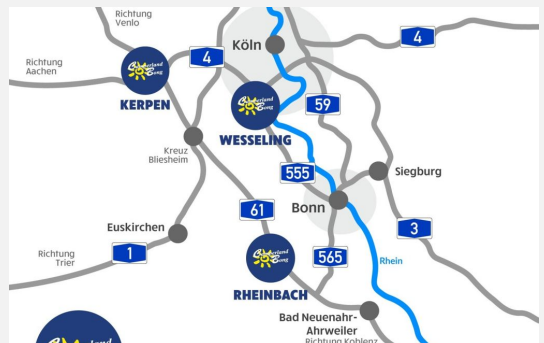 Richtung
Venlo
Köln
4
4
Richtung
Aachen
KERPEN
59
WESSELING
Kreuz
Bliesheim
555
Siegburg
61
Bonn
Euskirchen
3
1
Richtung
Trier
Rhein
565
RHEINBACH
Bad Neuenahr-
Ahrweiler
Richtung Koblenz